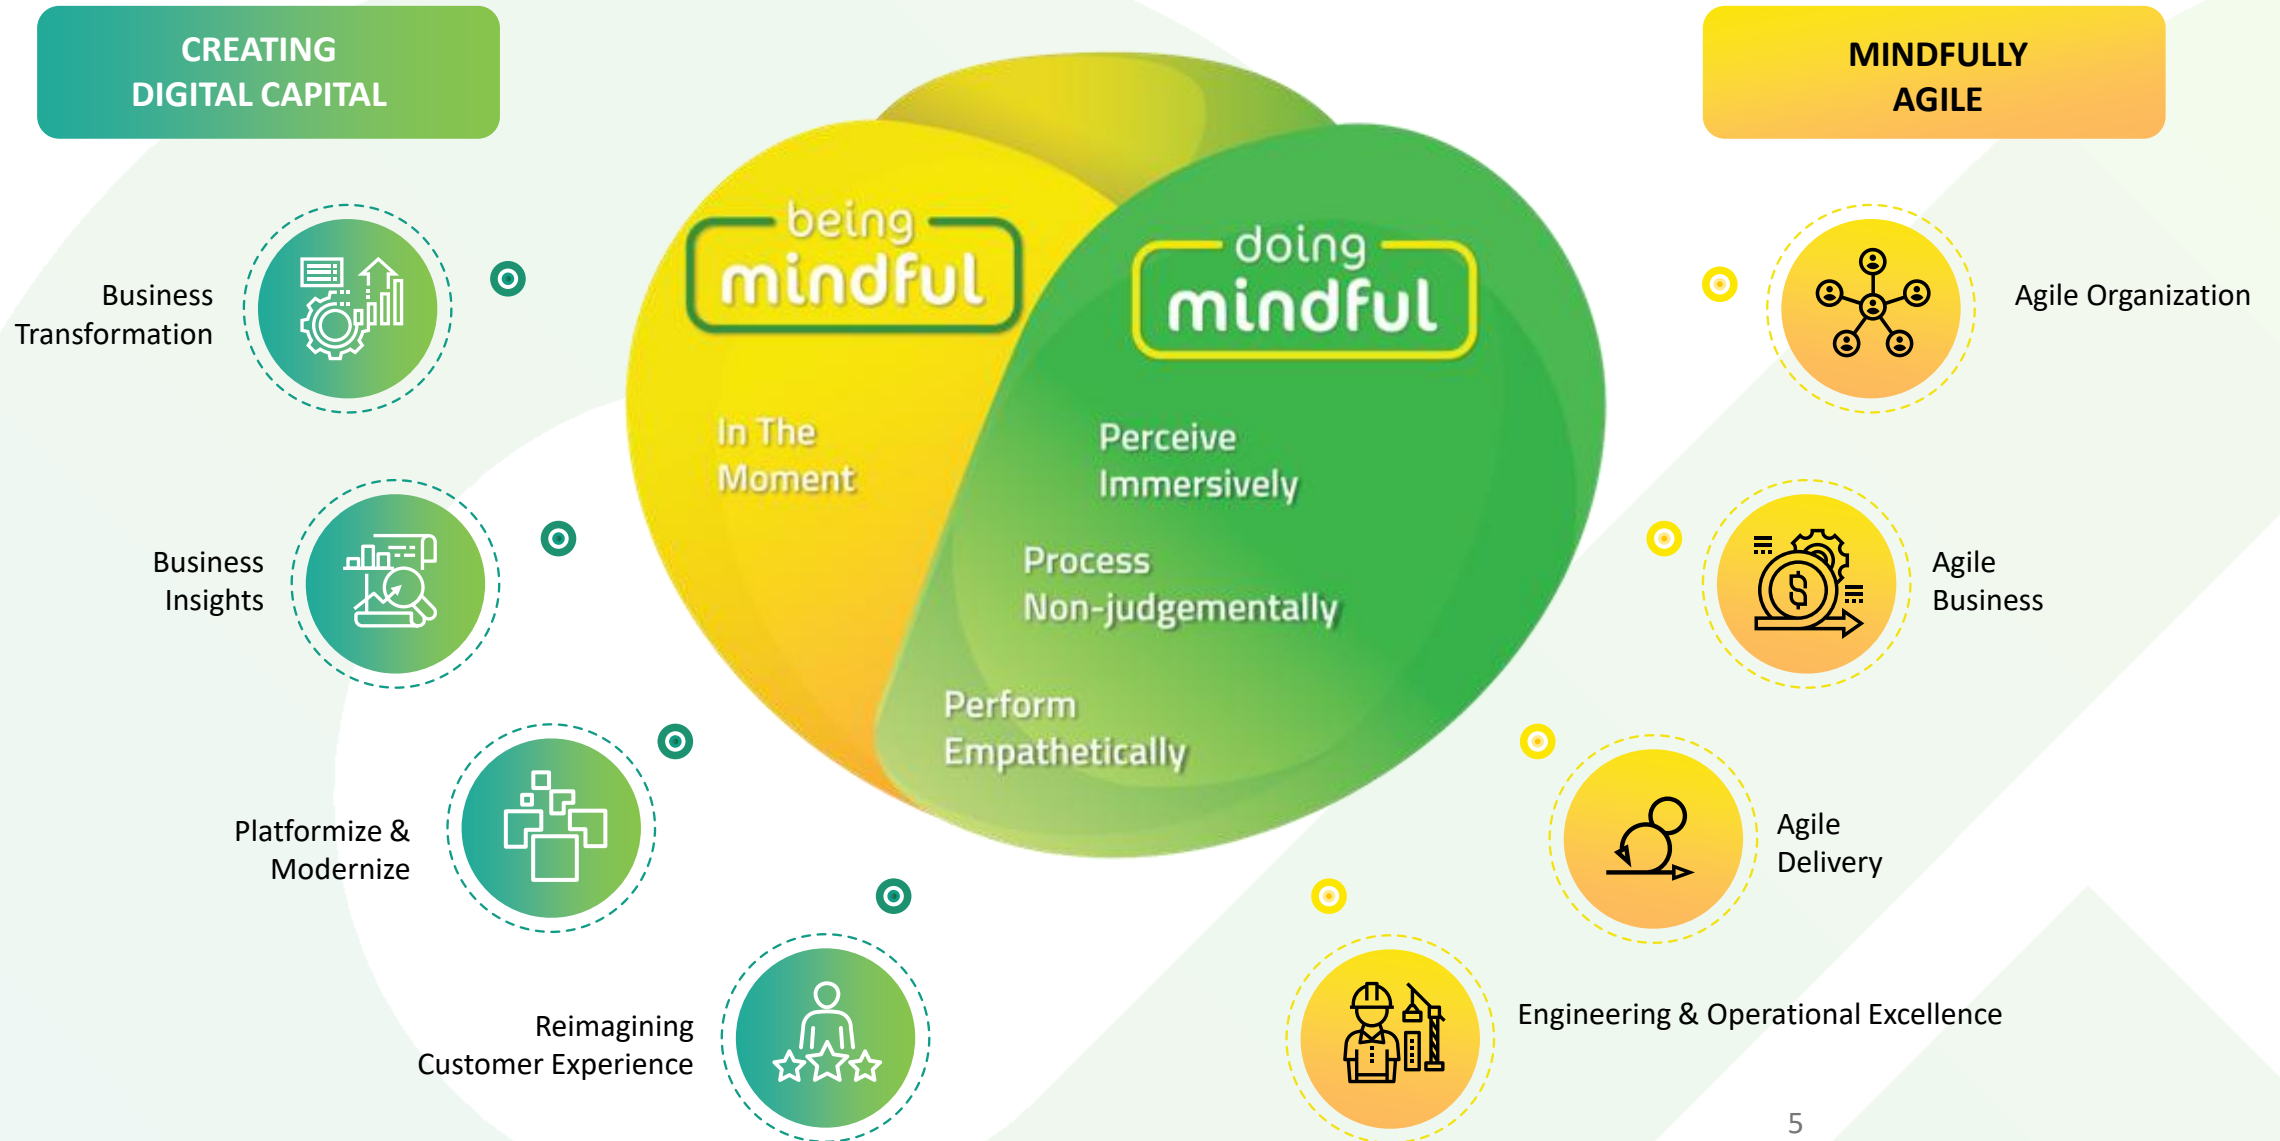 CREATING
DIGITAL CAPITAL
Business
Transformation
Business
Insights
Platformize &
Modernize
Reimagining
Customer Experience
being
mindful
In The
Moment
doing
mindful
Perceive
Immersively
Process
Non-judgementally
Perform
Empathetically
MINDFULLY
AGILE
Agile Organization
Agile
Business
$
Agile
Delivery
Engineering & Operational Excellence
5